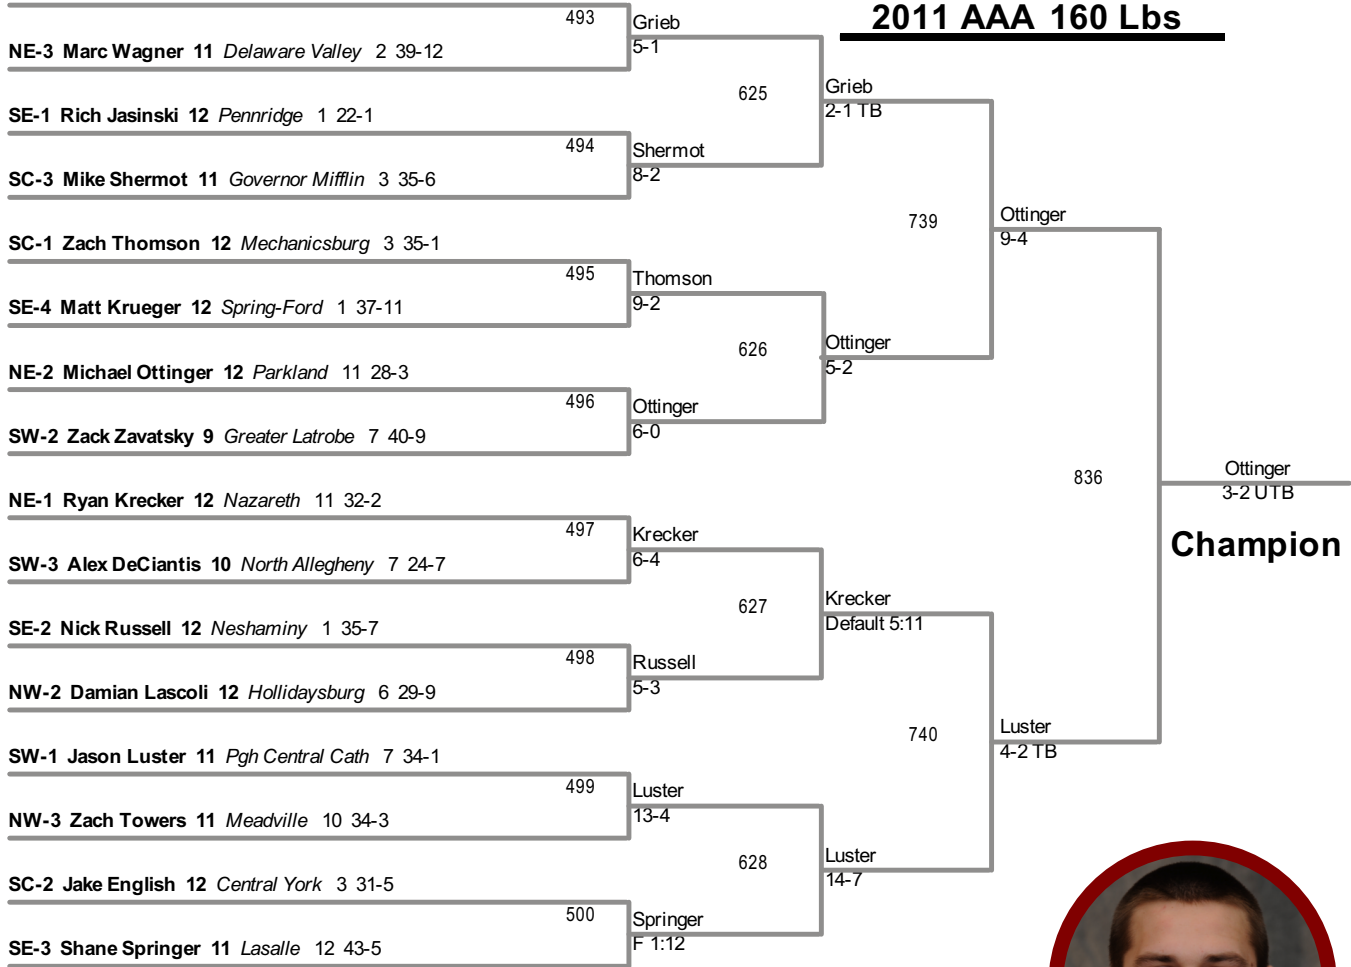 2011 AAA 160 Lbs
493
Grieb
5-1
NE-3 Marc Wagner 11 Delaware Valley 2 39-12
625
Grieb
2-1 TB
SE-1 Rich Jasinski 12 Pennridge 1 22-1
494
Shermot
8-2
SC-3 Mike Shermot 11 Governor Mifflin 3 35-6
739
Ottinger
9-4
SC-1 Zach Thomson 12 Mechanicsburg 3 35-1
495
Thomson
9-2
SE-4 Matt Krueger 12 Spring-Ford 1 37-11
626
Ottinger
5-2
NE-2 Michael Ottinger 12 Parkland 11 28-3
496
Ottinger
6-0
SW-2 Zack Zavatsky 9 Greater Latrobe 7 40-9
836
Ottinger
3-2 UTB
Champion
NE-1 Ryan Krecker 12 Nazareth 11 32-2
497
Krecker
6-4
SW-3 Alex DeCiantis 10 North Allegheny 7 24-7
627
Krecker
Default 5:11
SE-2 Nick Russell 12 Neshaminy 1 35-7
498
Russell
5-3
NW-2 Damian Lascoli 12 Hollidaysburg 6 29-9
740
Luster
4-2 TB
SW-1 Jason Luster 11 Pgh Central Cath 7 34-1
499
Luster
13-4
NW-3 Zach Towers 11 Meadville 10 34-3
628
Luster
14-7
SC-2 Jake English 12 Central York 3 31-5
500
Springer
F 1:12
SE-3 Shane Springer 11 Lasalle 12 43-5